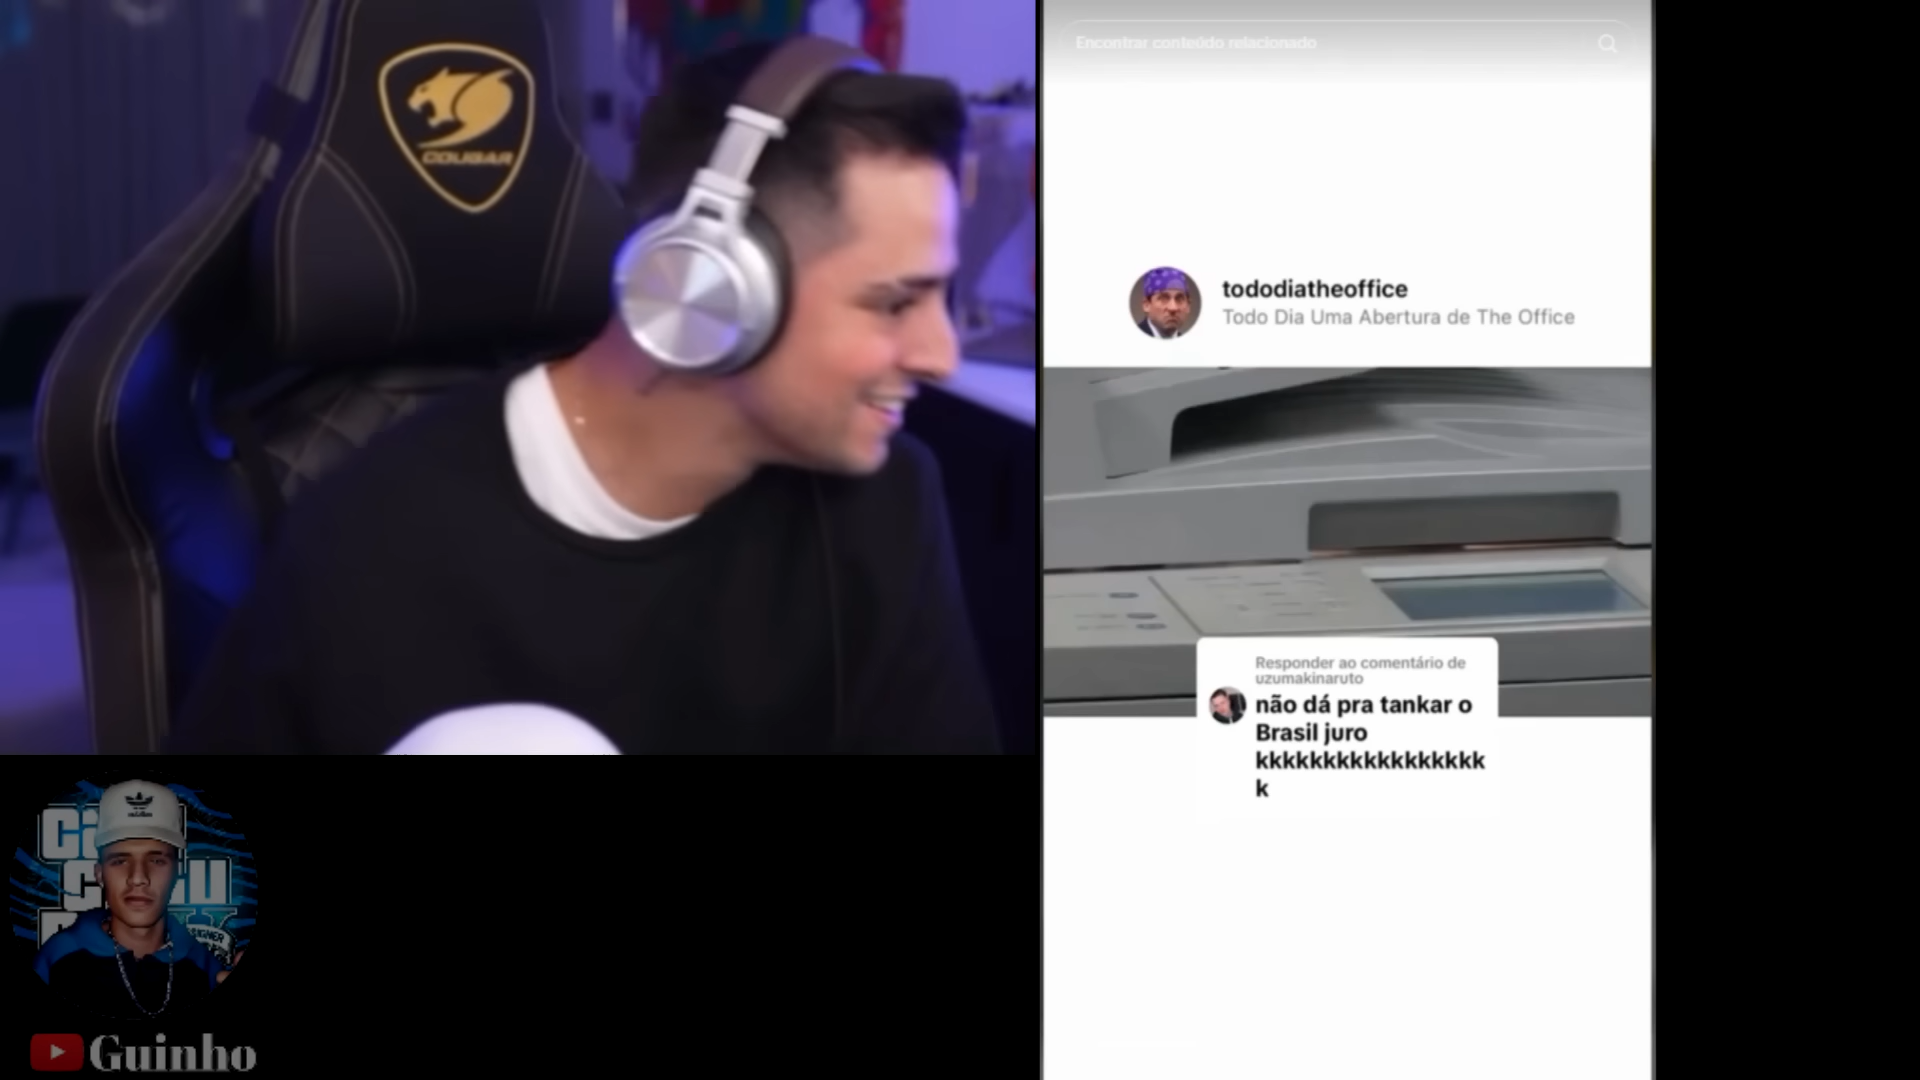 COUGAR
Encontrar conteúdo relacionado
tododiatheoffice
Todo Dia Uma Abertura de The Office
Responder ao comentário de
uzumakinaruto
não dá pra tankar o
Brasil juro
kkkkkkkkkkkkkkkkk
k
Guinho